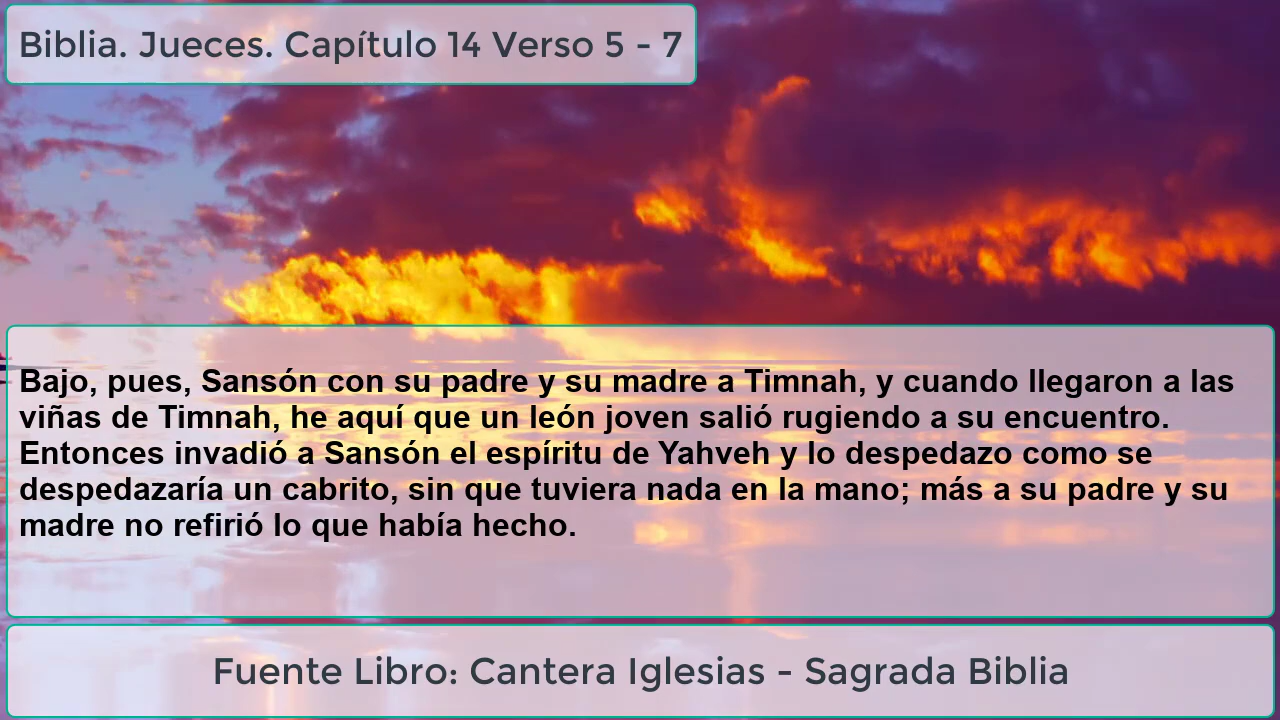 Biblia. Jueces. Capítulo 14 Verso 5 - 7
Bajo, pues, Sansón con su padre y su madre a Timnah, y cuando llegaron a las
viñas de Timnah, he aquí que un león joven salió rugiendo a su encuentro.
Entonces invadió a Sansón el espíritu de Yahveh y lo despedazo como se
despedazaría un cabrito, sin que tuviera nada en la mano; más a su padre y su
madre no refirió lo que había hecho.
Fuente Libro: Cantera Iglesias - Sagrada Biblia